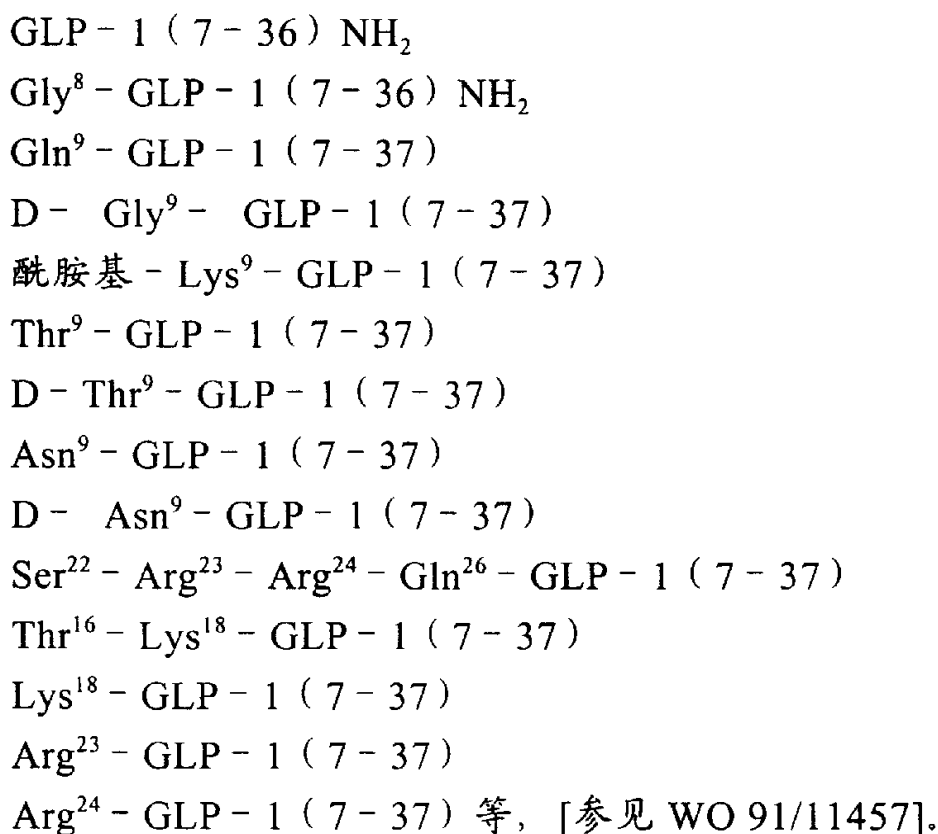 GLP－1（7－36）NH₂
Gly⁸－GLP－1（7－36）NH₂
Gln⁹－GLP－1（7－37）
D－ Gly⁹－ GLP－1（7－37）
酰胺基－Lys⁹－GLP－1（7－37）
Thr⁹－GLP－1（7－37）
D－Thr⁹－GLP－1（7－37）
Asn⁹－GLP－1（7－37）
D－ Asn⁹－GLP－1（7－37）
Ser²²－Arg²³－Arg²⁴－Gln²⁶－GLP－1（7－37）
Thr¹⁶－Lys¹⁸－GLP－1（7－37）
Lys¹⁸－GLP－1（7－37）
Arg²³－GLP－1（7－37）
Arg²⁴－GLP－1（7－37）等，[参见 WO 91/11457]。